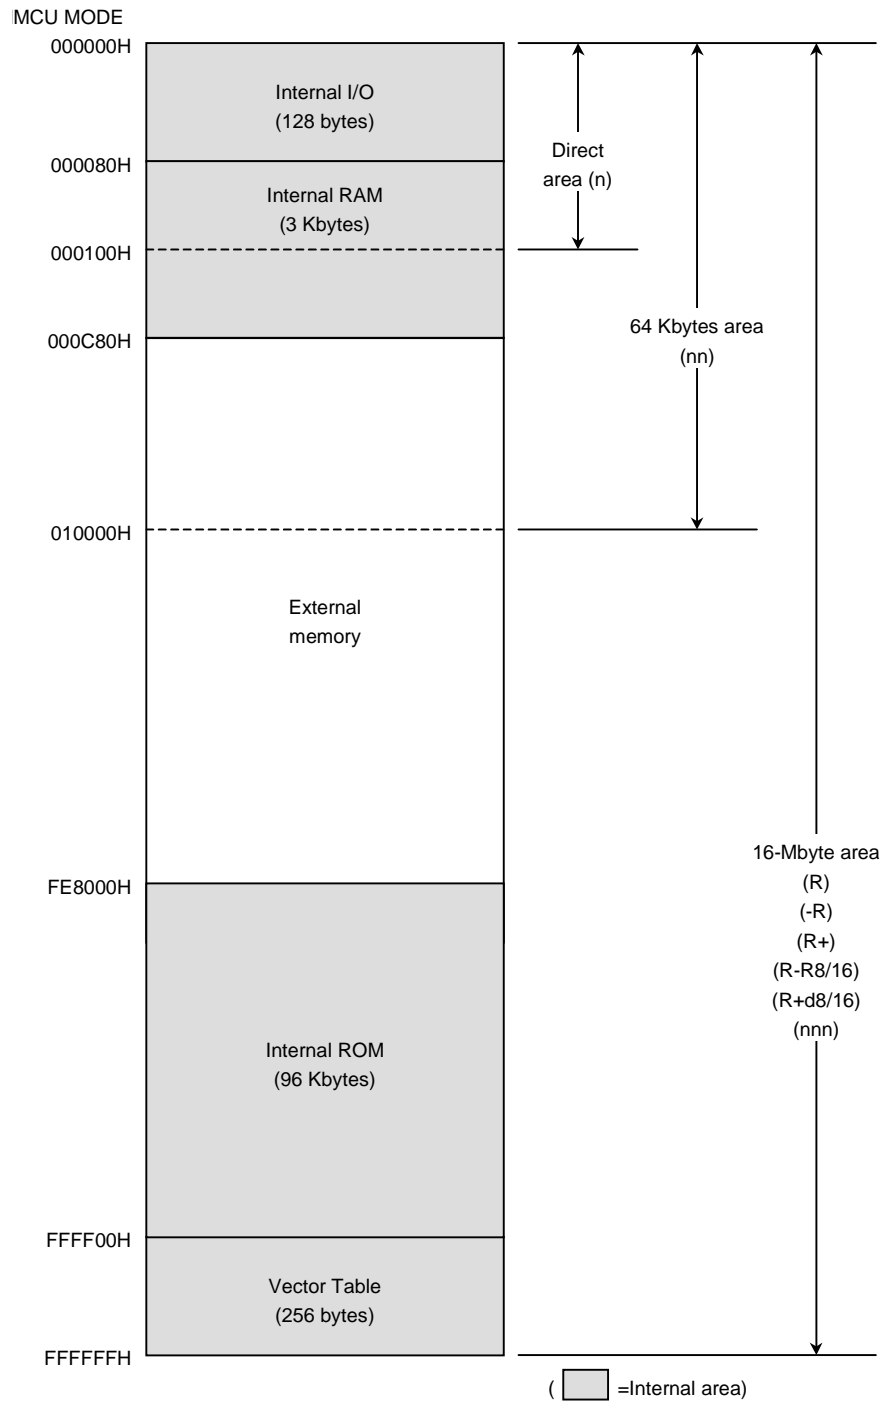 MCU MODE
000000H
Internal I/O
(128 bytes)
000080H
Direct
area (n)
Internal RAM
(3 Kbytes)
000100H
64 Kbytes area
(nn)
000C80H
010000H
External
memory
16-Mbyte area
(R)
(-R)
(R+)
(R-R8/16)
(R+d8/16)
(nnn)
FE8000H
Internal ROM
(96 Kbytes)
FFFF00H
Vector Table
(256 bytes)
FFFFFFH
( =Internal area)